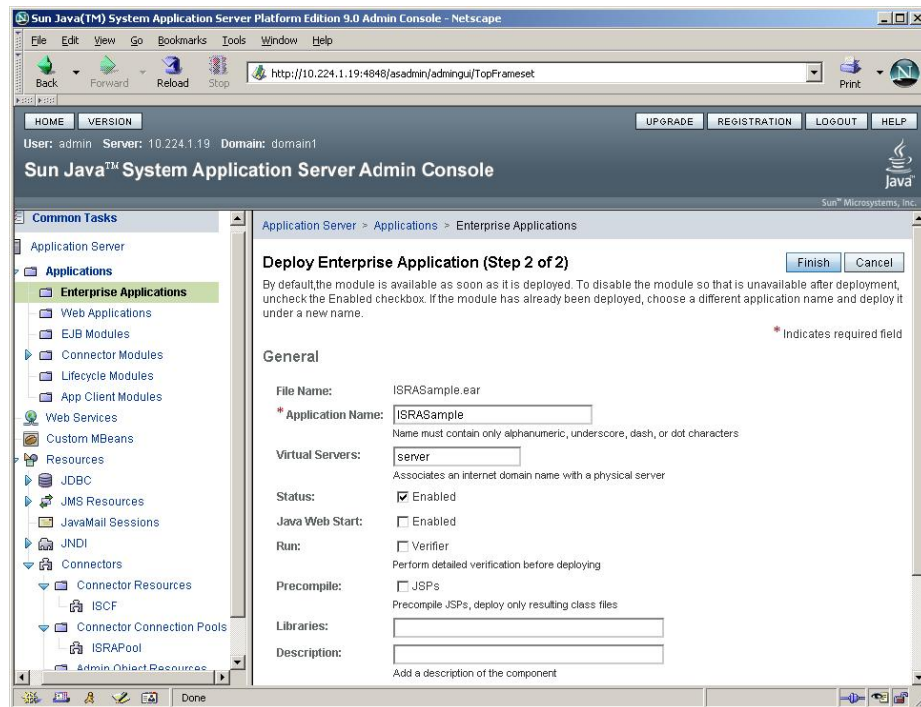 Sun Java(TM) System Application Server Platform Edition 9.0 Admin Console - Netscape
File Edit View Go Bookmarks Tools Window Help
Back Forward Reload Stop http://10.224.1.19:4848/asadmin/admingui/TopFrameset Print
HOME VERSION UPGRADE REGISTRATION LOGOUT HELP
User: admin Server: 10.224.1.19 Domain: domain1
Sun Java™ System Application Server Admin Console
Java
Sun™ Microsystems, Inc.
Common Tasks
Application Server
Applications
Enterprise Applications
Web Applications
EJB Modules
Connector Modules
Lifecycle Modules
App Client Modules
Web Services
Custom MBeans
Resources
JDBC
JMS Resources
JavaMail Sessions
JNDI
Connectors
Connector Resources
ISCF
Connector Connection Pools
ISRAPool
Admin Object Resources
Application Server > Applications > Enterprise Applications
Deploy Enterprise Application (Step 2 of 2) Finish Cancel
By default,the module is available as soon as it is deployed. To disable the module so that is unavailable after deployment,
uncheck the Enabled checkbox. If the module has already been deployed, choose a different application name and deploy it
under a new name.
* Indicates required field
General
File Name: ISRASample.ear
* Application Name: ISRASample
Name must contain only alphanumeric, underscore, dash, or dot characters
Virtual Servers: server
Associates an internet domain name with a physical server
Status: Enabled
Java Web Start: Enabled
Run: Verifier
Perform detailed verification before deploying
Precompile: JSPs
Precompile JSPs, deploy only resulting class files
Libraries:
Description:
Add a description of the component
Done